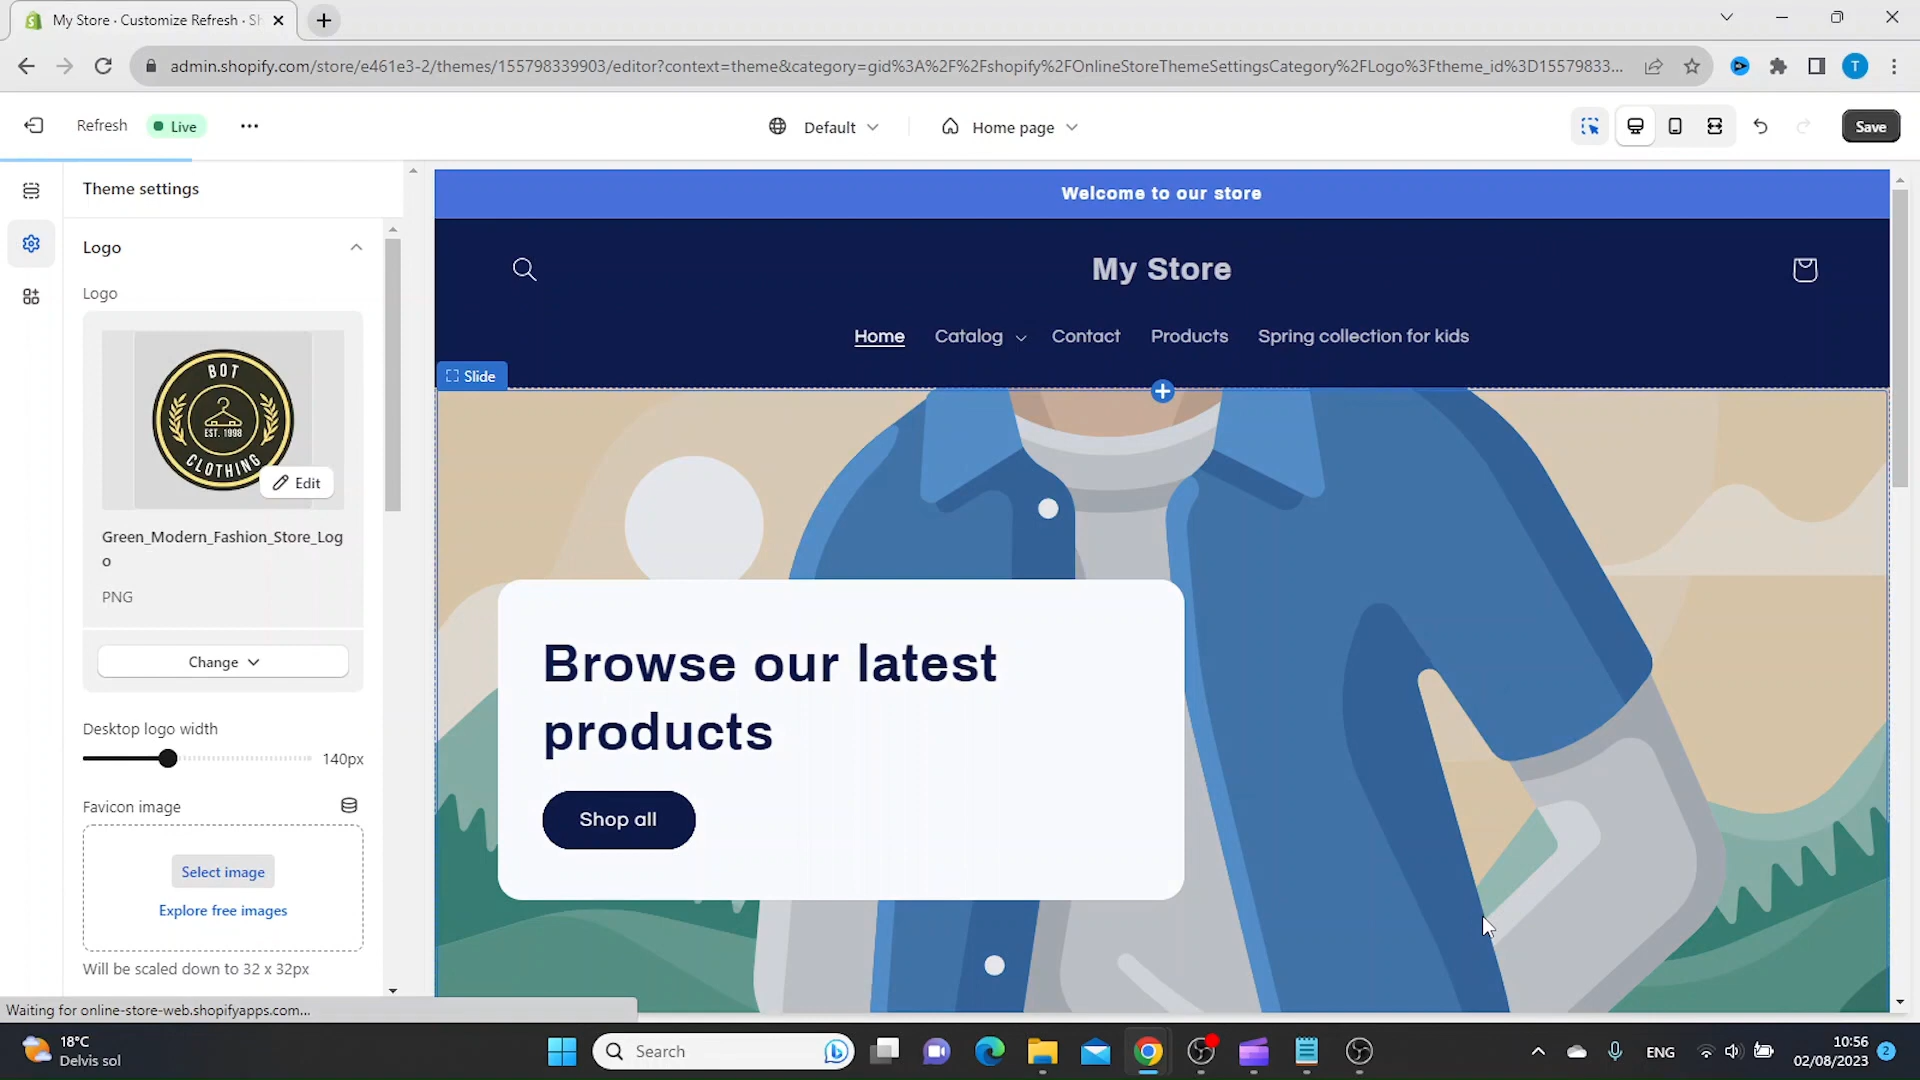 My Store · Customize Refresh · Sh
admin.shopify.com/store/e461e3-2/themes/155798339903/editor?context=theme&category=gid%3A%2F%2Fshopify%2FOnlineStoreThemeSettingsCategory%2FLogo%3Ftheme_id%3D15579833...
T
Refresh
Live
Default
Home page
Save
Theme settings
Logo
Logo
BOT
EST. 1998
CLOTHING
Edit
Green_Modern_Fashion_Store_Log
o
PNG
Change
Desktop logo width
140px
Favicon image
Select image
Explore free images
Will be scaled down to 32 x 32px
Welcome to our store
My Store
Home
Catalog
Contact
Products
Spring collection for kids
Slide
Browse our latest
products
Shop all
Waiting for online-store-web.shopifyapps.com...
18°C
Delvis sol
Search
ENG
10:56
02/08/2023
2